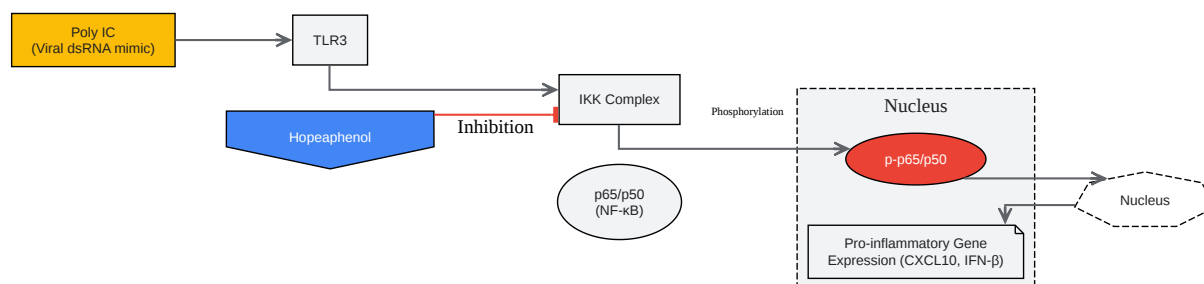 Poly IC
(Viral dsRNA mimic)
TLR3
IKK Complex
Hopeaphenol
Inhibition
Phosphorylation
p65/p50
(NF-κB)
Nucleus
p-p65/p50
Nucleus
Pro-inflammatory Gene
Expression (CXCL10, IFN-β)